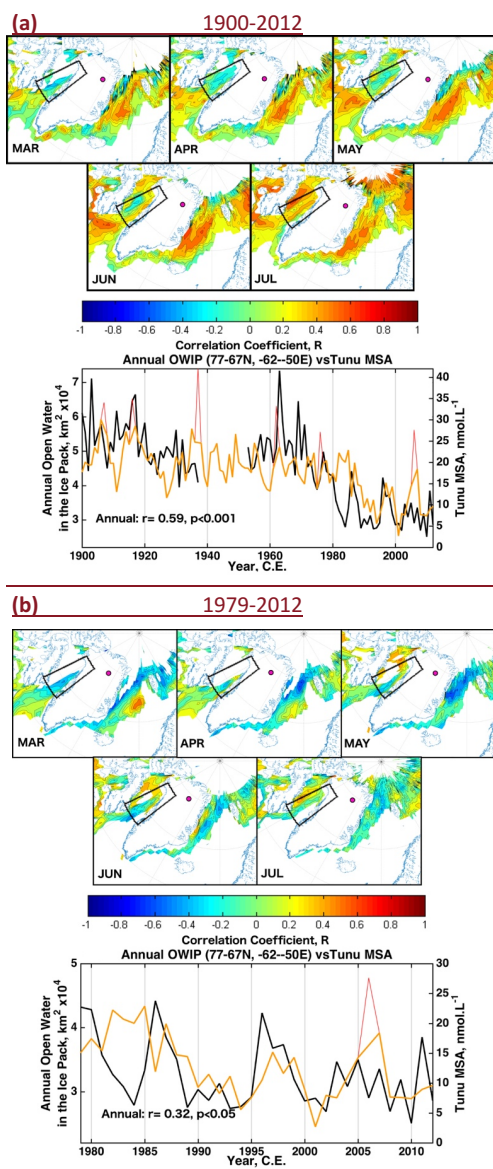 (a) 1900-2012
MAR APR MAY
JUN JUL
-1 -0.8 -0.6 -0.4 -0.2 0 0.2 0.4 0.6 0.8 1
Correlation Coefficient, R
Annual OWIP (77-67N, -62--50E) vsTunu MSA
Annual Open Water
in the Ice Pack, km² x10⁴
7
6
5
4
3
40
35
30
25
20
15
10
5
0
Tunu MSA, nmol.L⁻¹
Annual: r= 0.59, p<0.001
1900 1920 1940 1960 1980 2000
Year, C.E.
(b) 1979-2012
MAR APR MAY
JUN JUL
-1 -0.8 -0.6 -0.4 -0.2 0 0.2 0.4 0.6 0.8 1
Correlation Coefficient, R
Annual OWIP (77-67N, -62--50E) vsTunu MSA
Annual Open Water
in the Ice Pack, km² x10⁴
5
4
3
30
25
20
15
10
5
0
Tunu MSA, nmol.L⁻¹
Annual: r= 0.32, p<0.05
1980 1985 1990 1995 2000 2005 2010
Year, C.E.